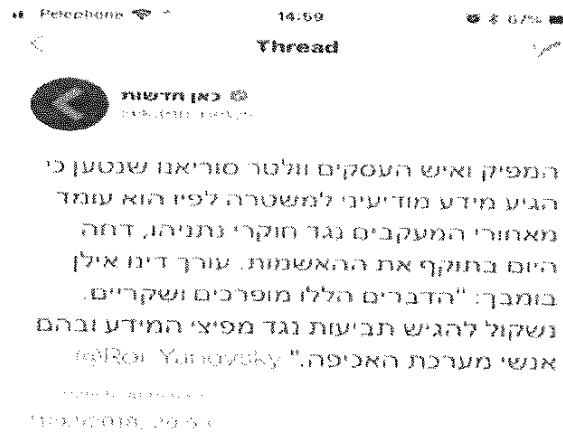 Pelephone 14:59 67%
Thread
כאן חדשות
המפיק ואיש העסקים וולטר סוריאנו שנטען כי
הגיע מידע מודיעיני למשטרה לפיו הוא עומד
מאחורי המעקבים נגד חוקרי נתניהו, דחה
היום בתוקף את ההאשמות. עורך דינו אילן
בומבך: "הדברים הללו מופרכים ושקריים.
נשקול להגיש תביעות נגד מפיצי המידע ובהם
אנשי מערכת האכיפה." @Roi_Yanovsky